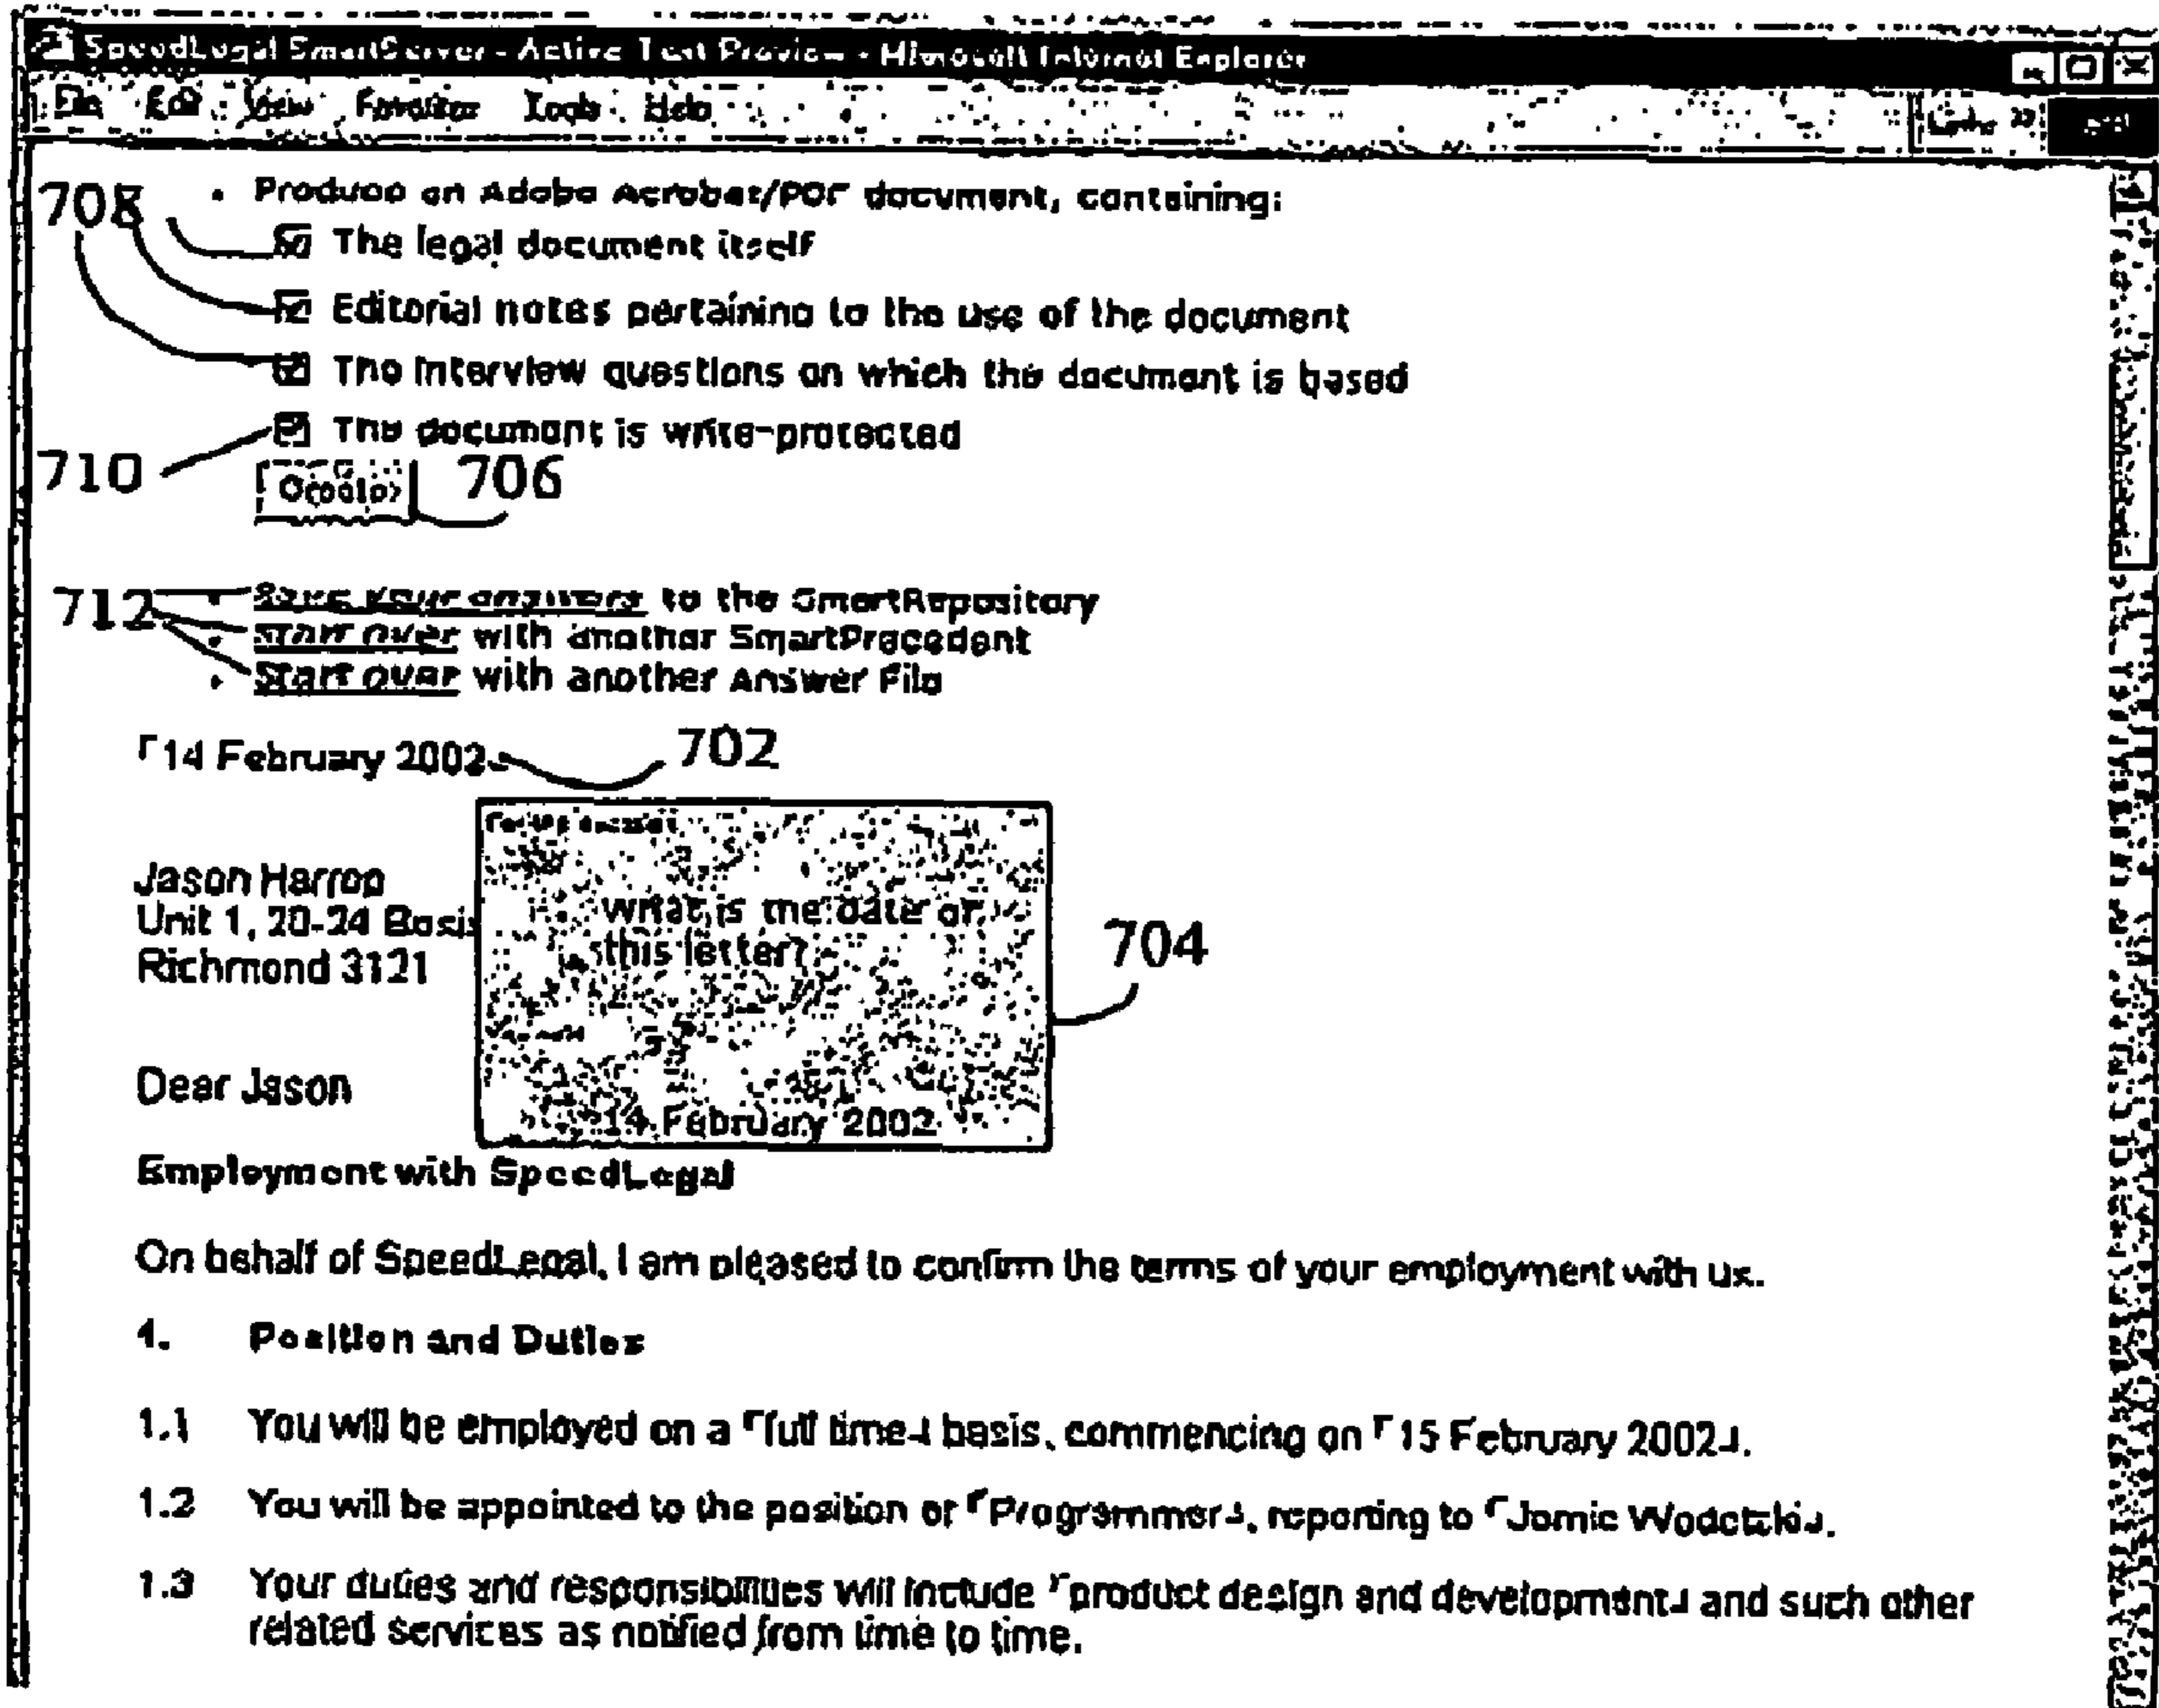 SpeedLegal SmartServer - Active Text Preview - Microsoft Internet Explorer
File Edit View Favorites Tools Help Links
708
• Produce an Adobe Acrobat/PDF document, containing:
The legal document itself
Editorial notes pertaining to the use of the document
The interview questions on which the document is based
The document is write-protected
710
706
712
• Save your answers to the SmartRepository
• Start over with another SmartPrecedent
• Start over with another Answer File
「14 February 2002」 702
What is the date of
this letter?
14 February 2002
704
Jason Harrop
Unit 1, 20-24
Richmond 3121
Dear Jason
Employment with SpeedLegal
On behalf of SpeedLegal, I am pleased to confirm the terms of your employment with us.
1. Position and Duties
1.1 You will be employed on a 「full time」 basis, commencing on 「15 February 2002」.
1.2 You will be appointed to the position of 「Programmer」, reporting to 「
1.3 Your duties and responsibilities will include 「product design and development」 and such other
related services as notified from time to time.